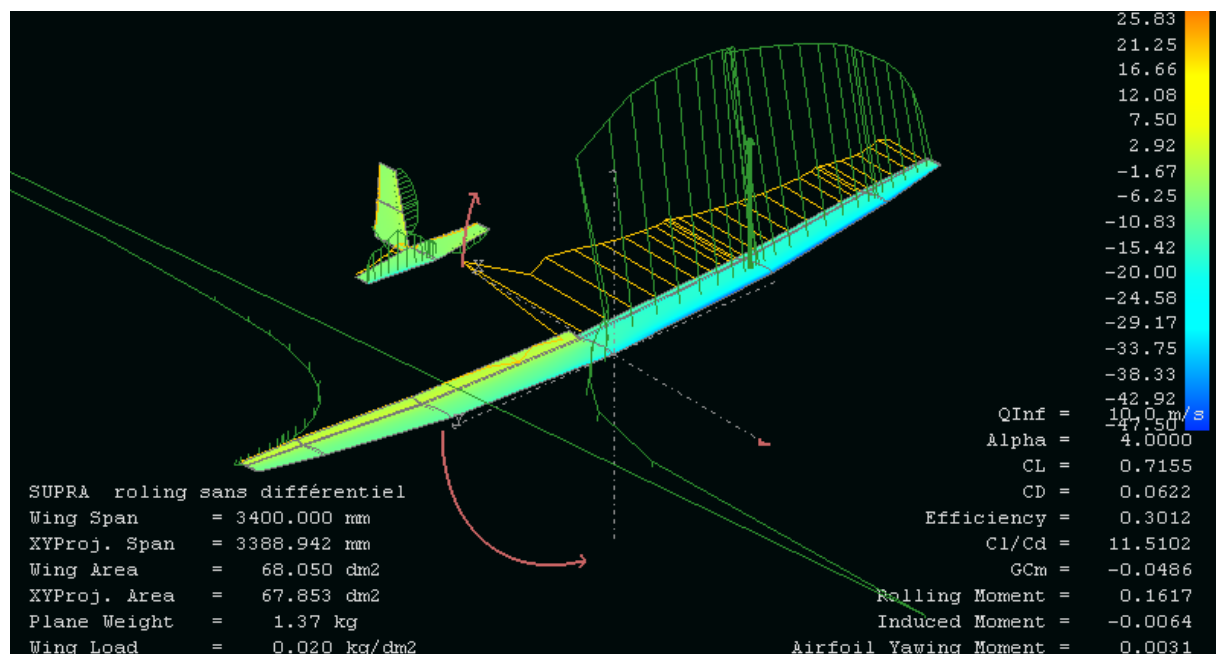 25.83
21.25
16.66
12.08
7.50
2.92
-1.67
-6.25
-10.83
-15.42
-20.00
-24.58
-29.17
-33.75
-38.33
-42.92
-47.50
X
Y
QInf = 10.0 m/s
Alpha = 4.0000
CL = 0.7155
CD = 0.0622
Efficiency = 0.3012
Cl/Cd = 11.5102
GCm = -0.0486
Rolling Moment = 0.1617
Induced Moment = -0.0064
Airfoil Yawing Moment = 0.0031
SUPRA roling sans différentiel
Wing Span = 3400.000 mm
XYProj. Span = 3388.942 mm
Wing Area = 68.050 dm2
XYProj. Area = 67.853 dm2
Plane Weight = 1.37 kg
Wing Load = 0.020 kg/dm2